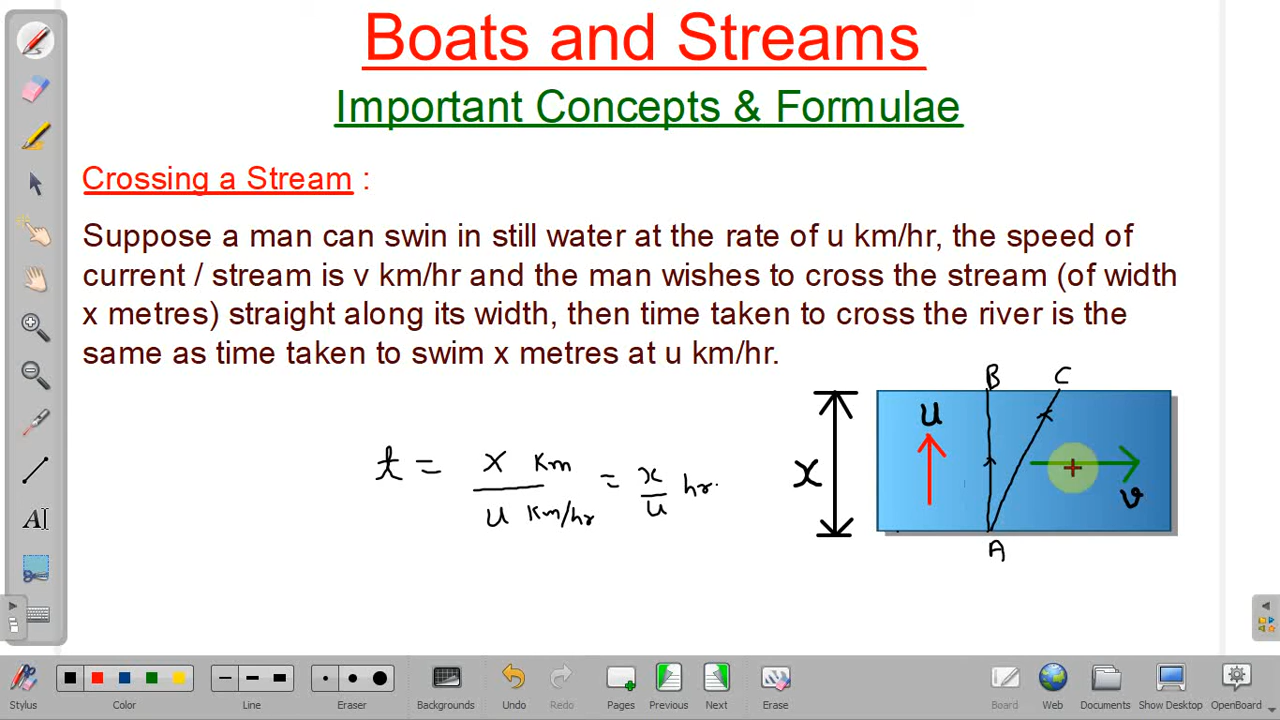 Boats and Streams
Important Concepts & Formulae
Crossing a Stream :
Suppose a man can swin in still water at the rate of u km/hr, the speed of
current / stream is v km/hr and the man wishes to cross the stream (of width
x metres) straight along its width, then time taken to cross the river is the
same as time taken to swim x metres at u km/hr.
t = x km / u km/hr = x / u hr.
B C
u
x
v
A
Stylus Color Line Eraser Backgrounds Undo Redo Pages Previous Next Erase Board Web Documents Show Desktop OpenBoard